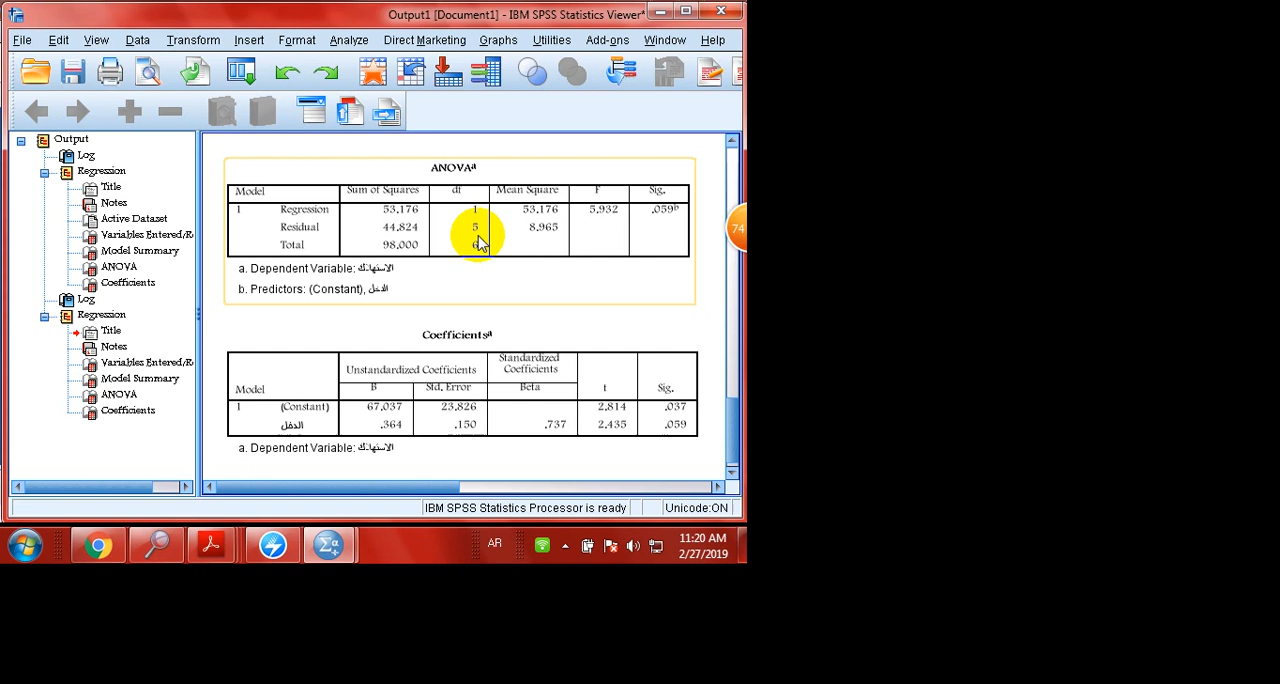 Output1 [Document1] - IBM SPSS Statistics Viewer*
File Edit View Data Transform Insert Format Analyze Direct Marketing Graphs Utilities Add-ons Window Help
Output
Log
Regression
Title
Notes
Active Dataset
Variables Entered/R
Model Summary
ANOVA
Coefficients
Log
Regression
Title
Notes
Variables Entered/R
Model Summary
ANOVA
Coefficients
ANOVAa
Model Sum of Squares df Mean Square F Sig.
1 Regression 53.176 1 53.176 5.932 .059b
Residual 44.824 5 8.965
Total 98.000 6
a. Dependent Variable: الاستهلاك
b. Predictors: (Constant), الدخل
Coefficientsa
Model Unstandardized Coefficients Standardized Coefficients t Sig.
B Std. Error Beta
1 (Constant) 67.037 23.826 2.814 .037
الدخل .364 .150 .737 2.435 .059
a. Dependent Variable: الاستهلاك
74
IBM SPSS Statistics Processor is ready Unicode:ON
AR
11:20 AM
2/27/2019